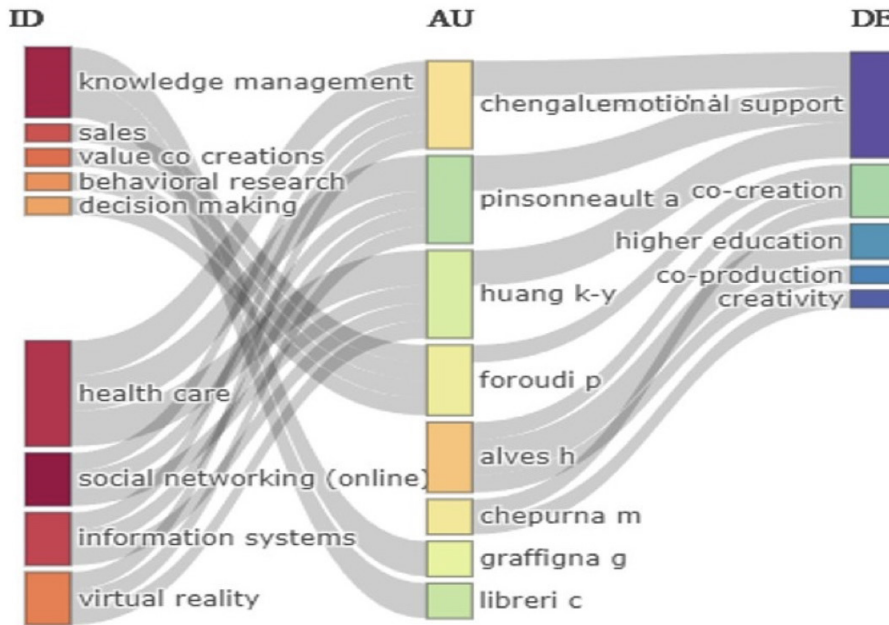 ID AU DE
knowledge management
sales
value co creations
behavioral research
decision making
health care
social networking (online)
information systems
virtual reality
pinsonneault a
huang k-y
foroudi p
alves h
chepurna m
graffigna g
libreri c
emotional support
co-creation
higher education
co-production
creativity